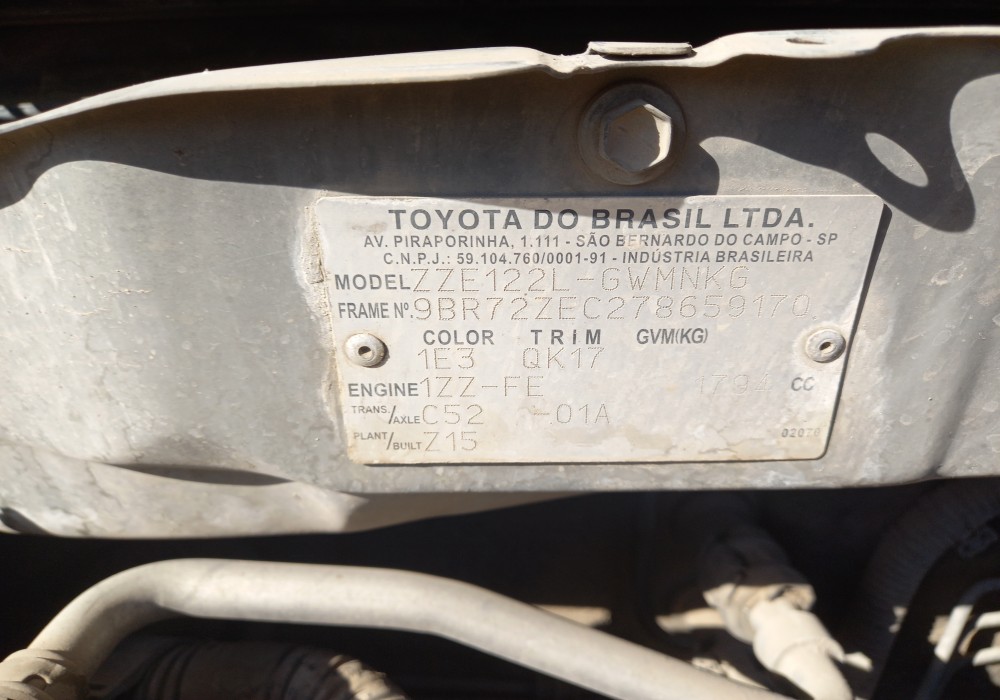 TOYOTA DO BRASIL LTDA.
AV. PIRAPORINHA, 1.111 - SÃO BERNARDO DO CAMPO - SP
C.N.P.J.: 59.104.760/0001-91 - INDÚSTRIA BRASILEIRA
MODEL ZZE122L-GWMNKG
FRAME Nº. 9BR72ZEC278659170
COLOR TRIM GVM(KG)
1E3 QK17
ENGINE 1ZZ-FE 1794 CC
TRANS./AXLE C52 -01A
PLANT/BUILT Z15